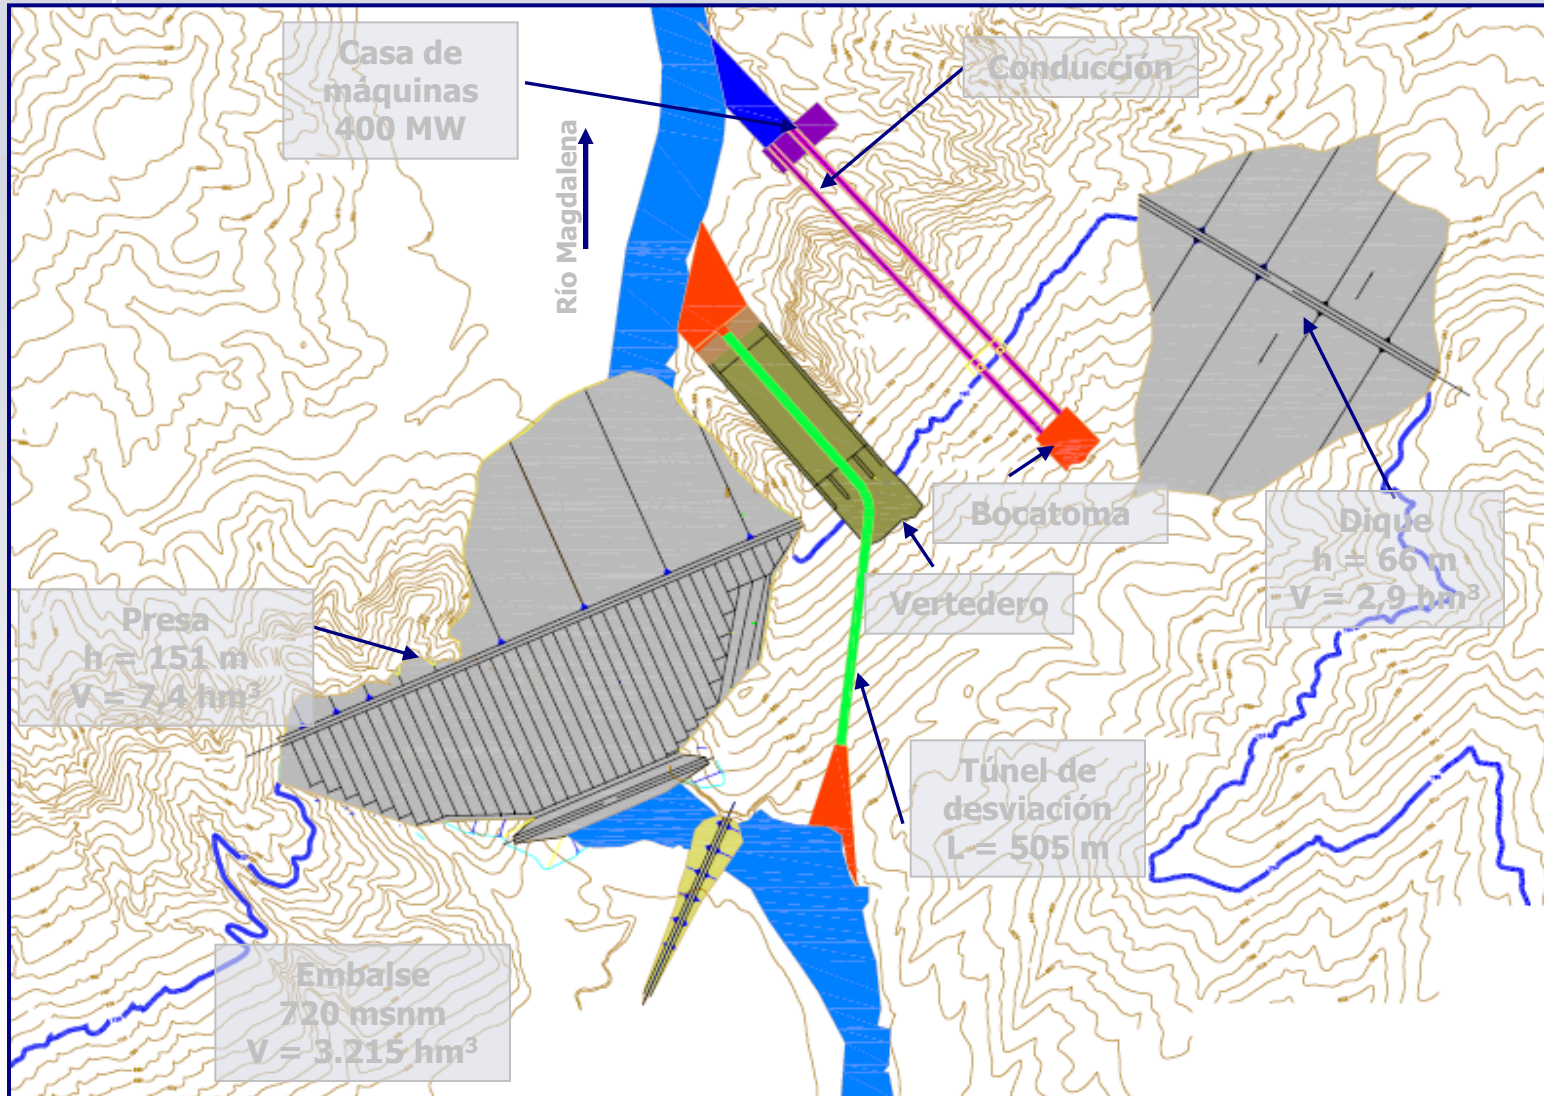 Casa de
máquinas
400 MW
Conducción
Río Magdalena
Bocatoma
Dique
h = 66 m
V = 2,9 hm³
Vertedero
Presa
h = 151 m
V = 7,4 hm³
Túnel de
desviación
L = 505 m
Embalse
720 msnm
V = 3.215 hm³